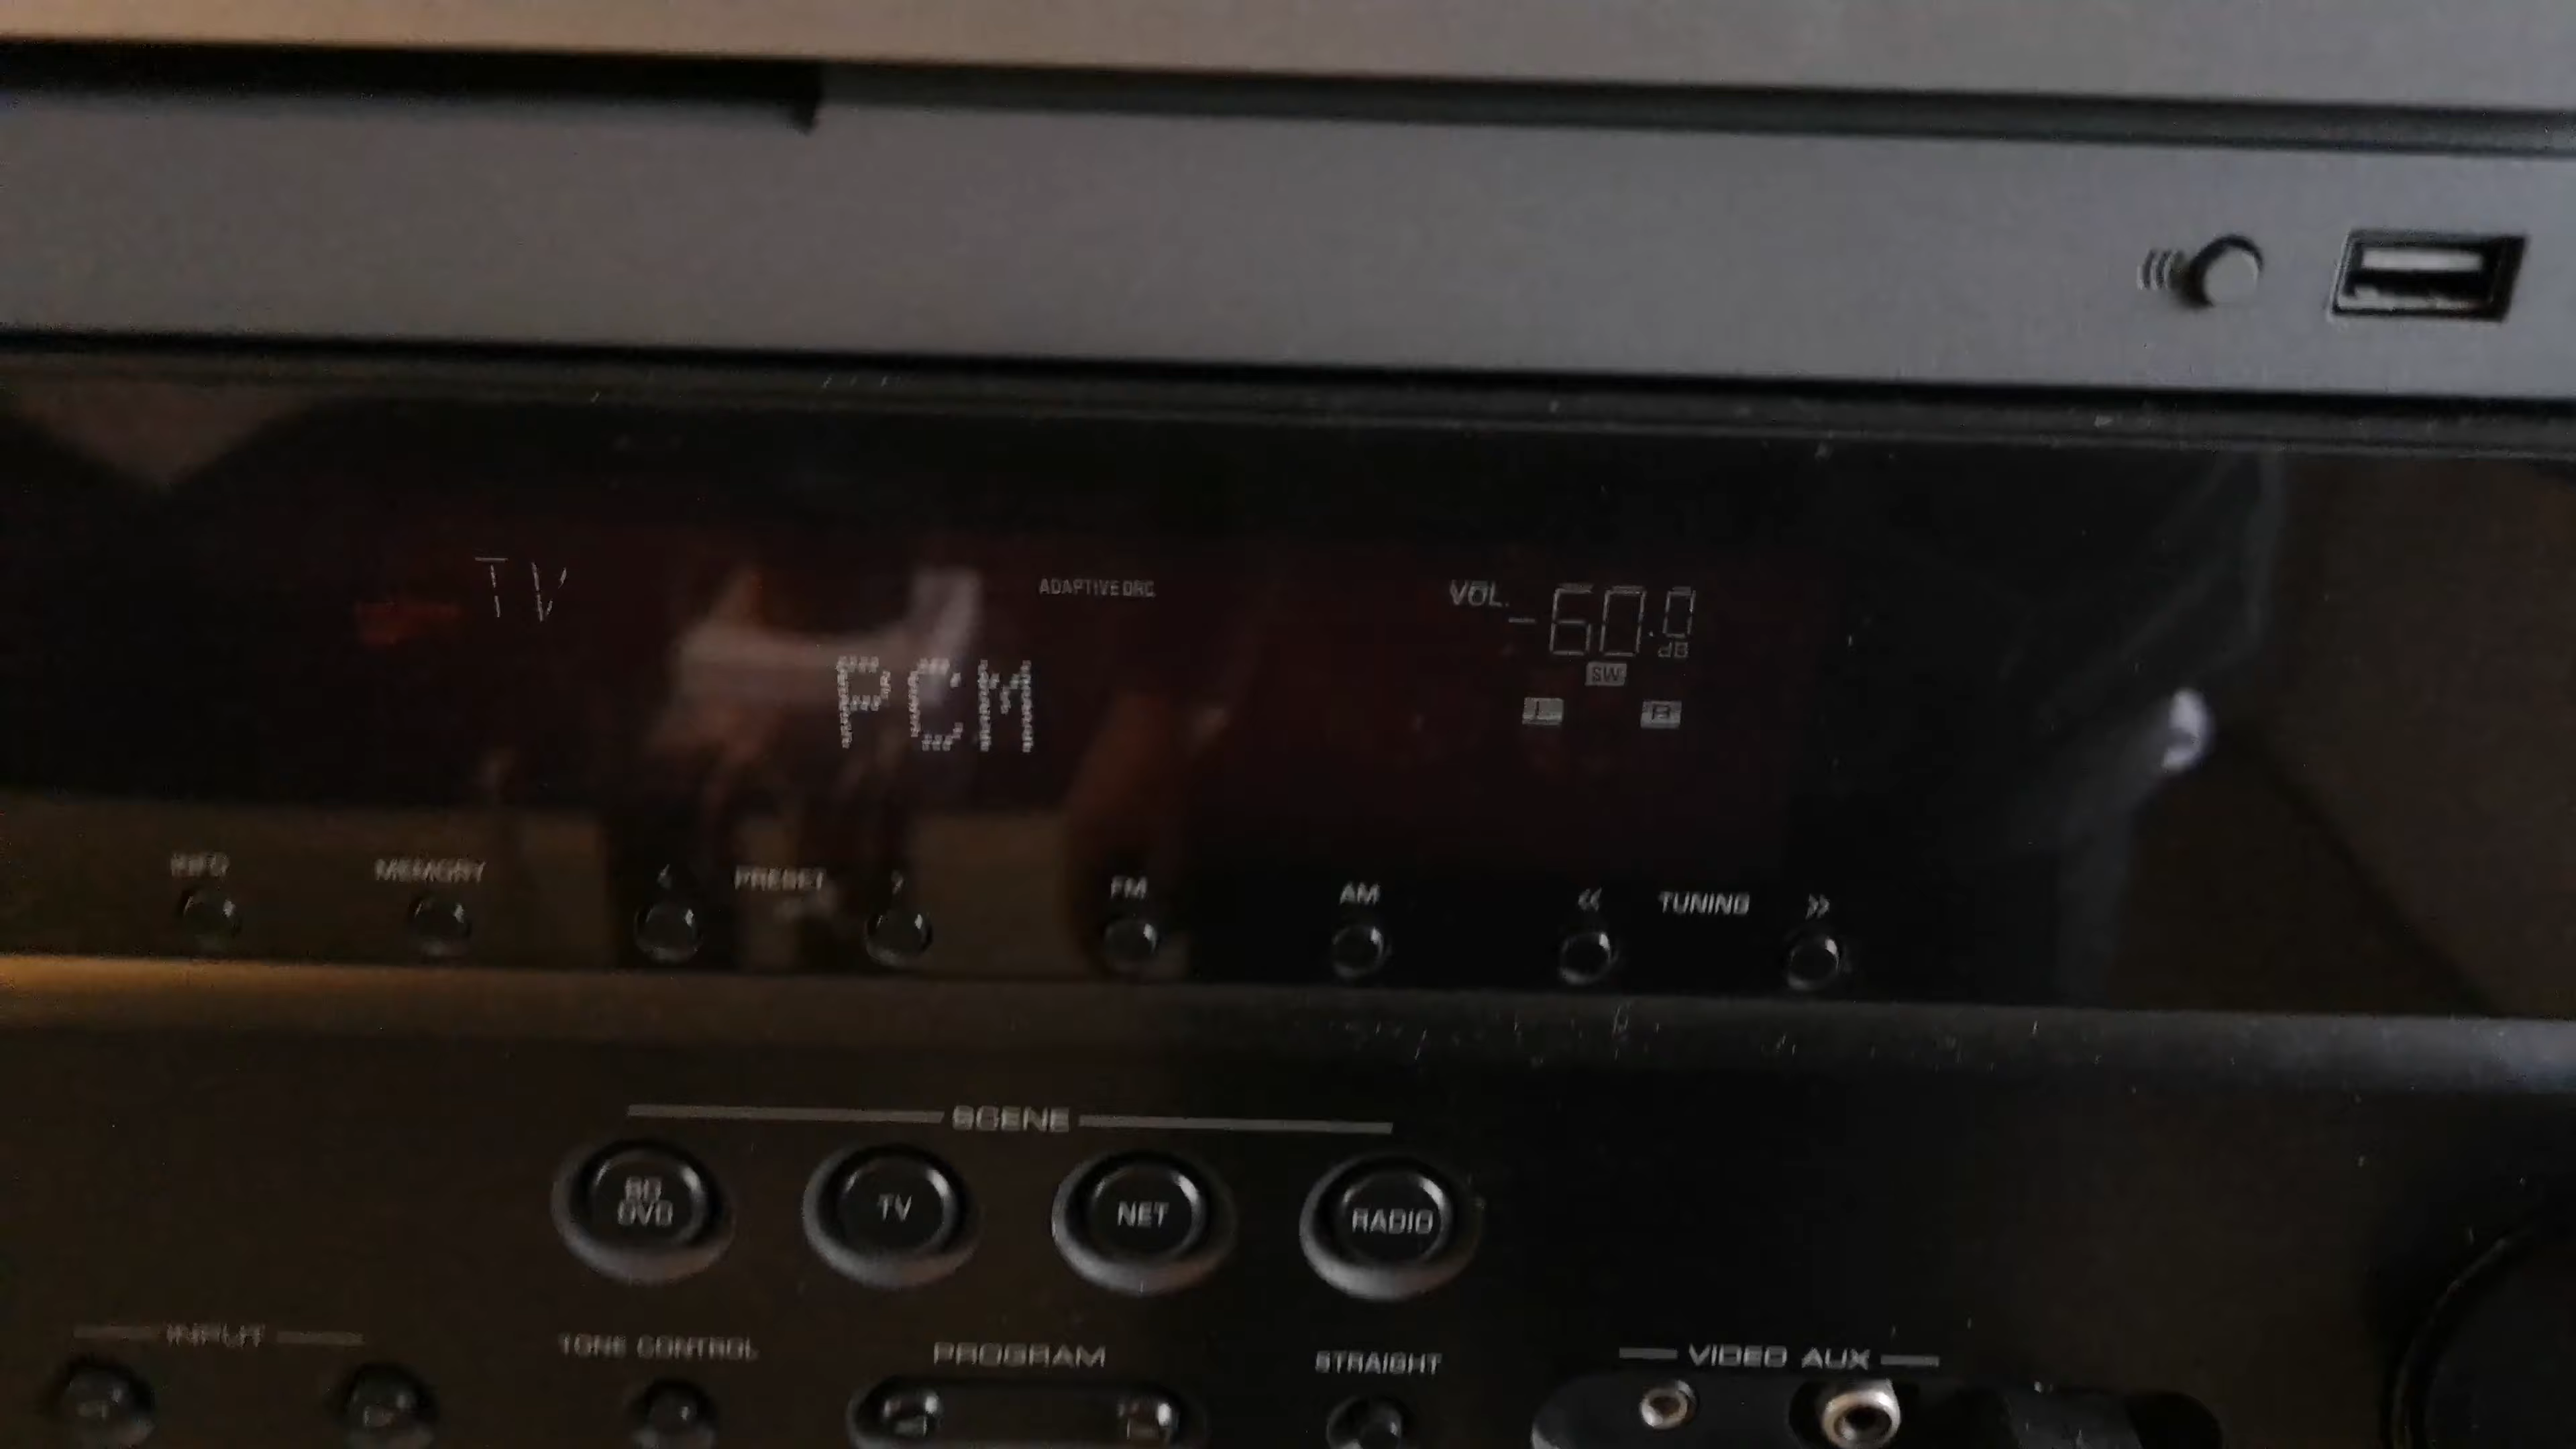 TV
ADAPTIVE DRC
VOL. -60.0
dB
SW
L R
PCM
INFO MEMORY < PRESET > FM AM << TUNING >>
SCENE
BD
DVD
TV NET RADIO
INPUT TONE CONTROL PROGRAM STRAIGHT VIDEO AUX